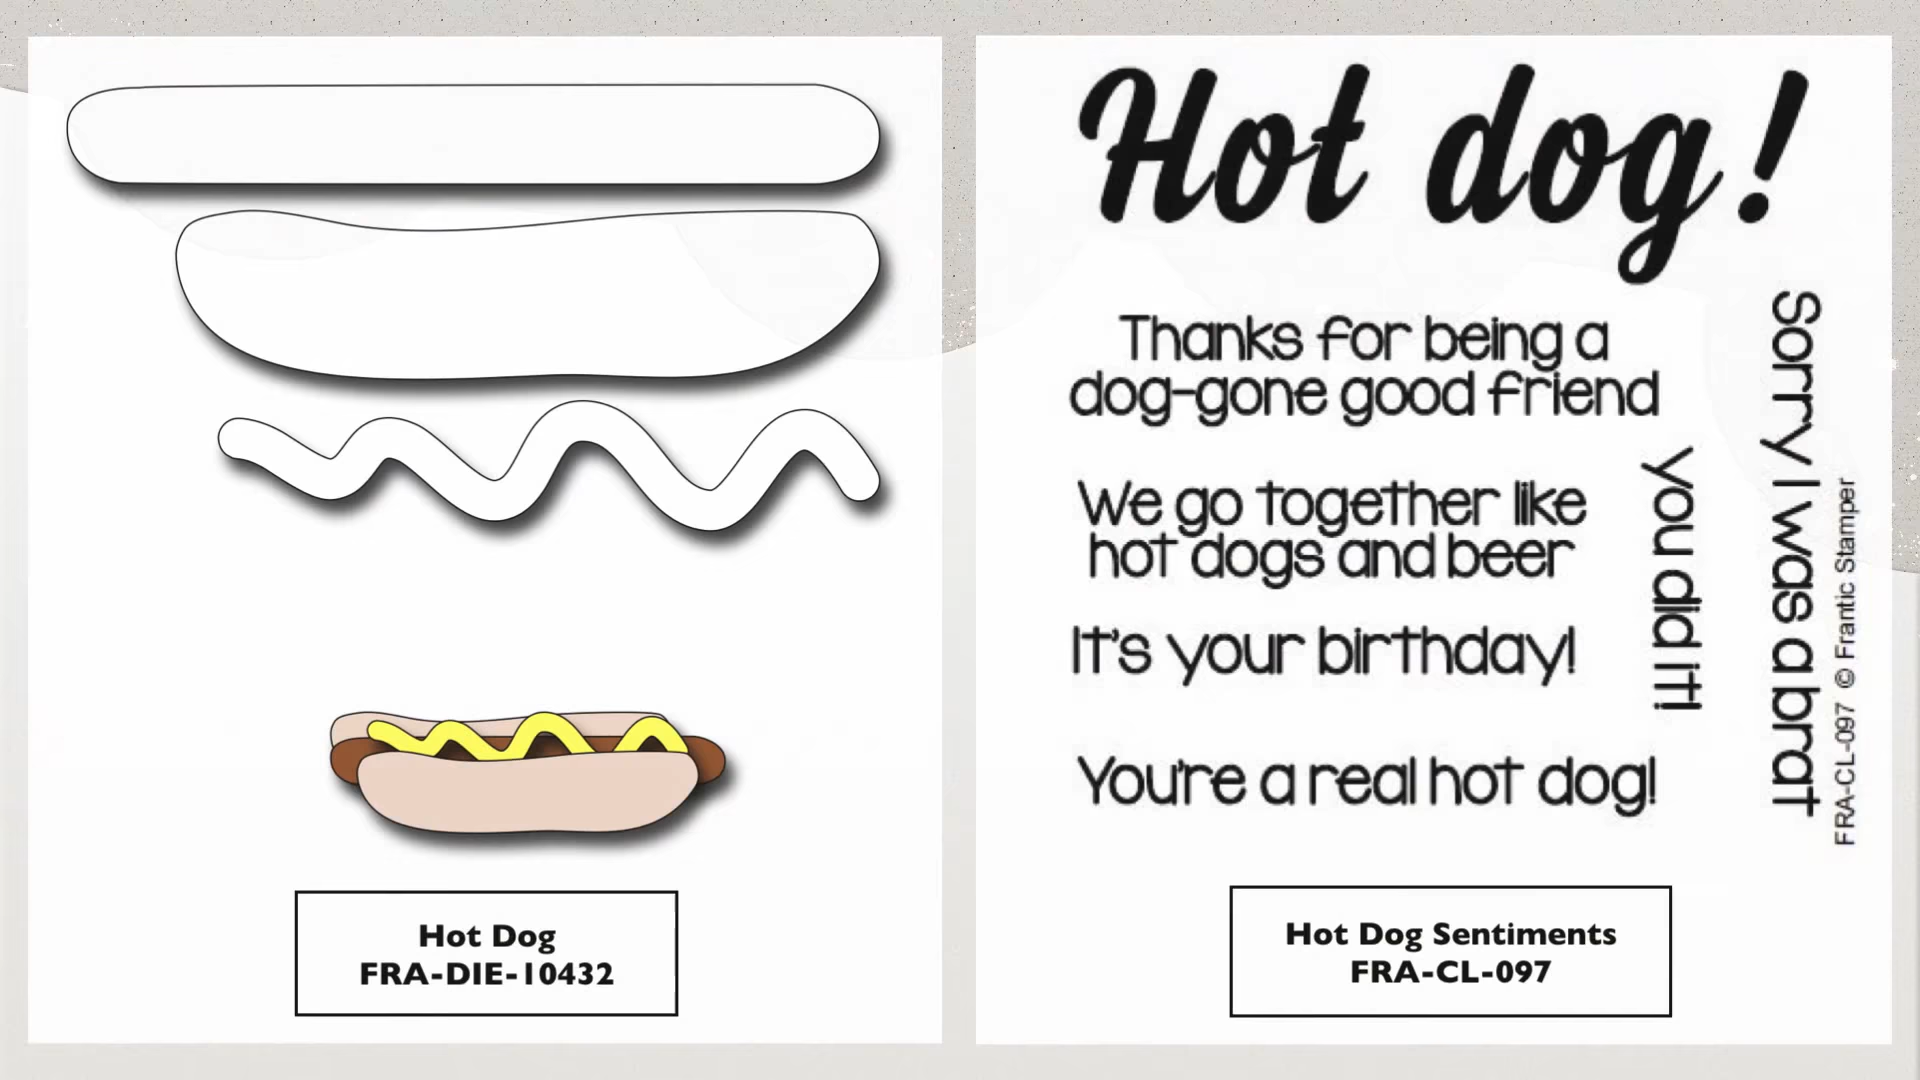 Hot Dog
FRA-DIE-10432
Hot dog!
Thanks for being a
dog-gone good friend
We go together like
hot dogs and beer
It's your birthday!
You're a real hot dog!
you did it!
Sorry I was a brat
FRA-CL-097 © Frantic Stamper
Hot Dog Sentiments
FRA-CL-097